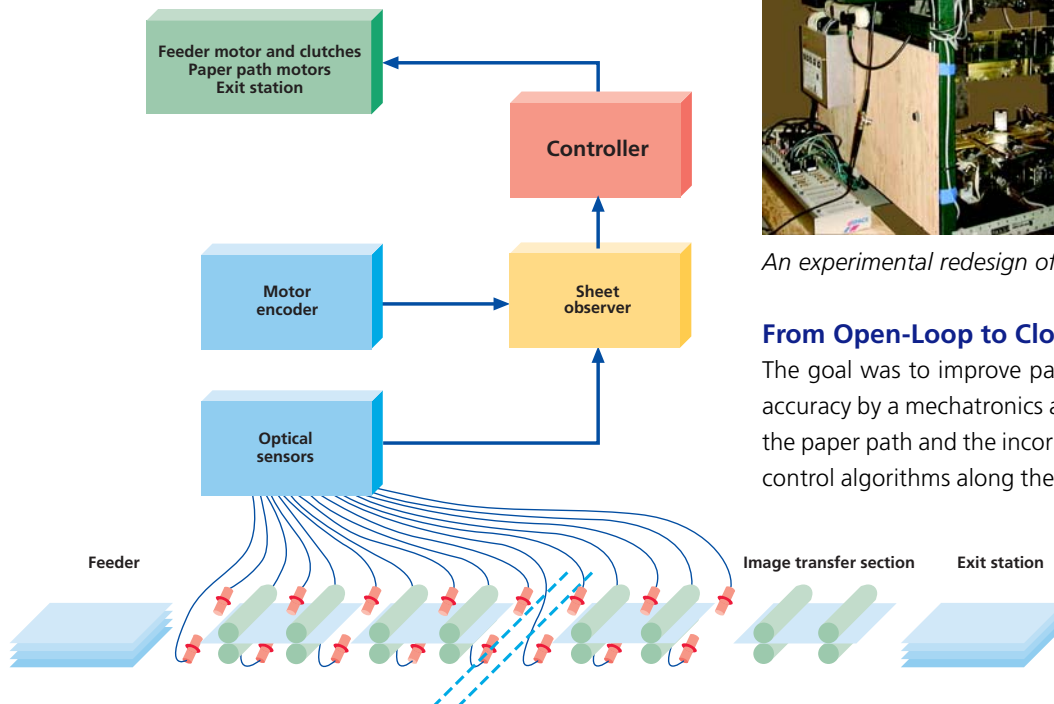 Feeder motor and clutches
Paper path motors
Exit station
Controller
Motor
encoder
Sheet
observer
Optical
sensors
Feeder
Image transfer section
Exit station
An experimental redesign of
From Open-Loop to Clo
The goal was to improve pa
accuracy by a mechatronics a
the paper path and the incor
control algorithms along the